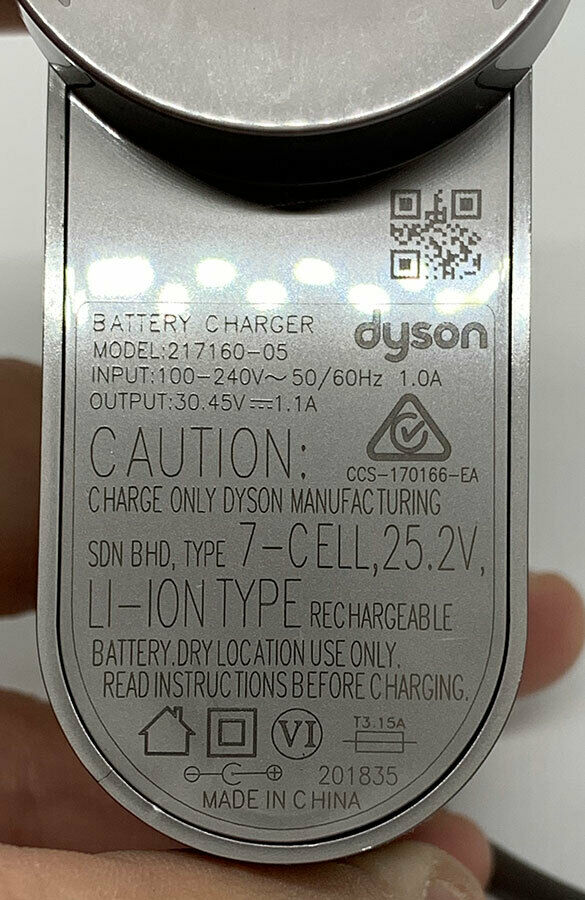 BATTERY CHARGER
dyson
MODEL:217160-05
INPUT:100-240V~50/60Hz 1.0A
OUTPUT:30.45V⎓1.1A
CCS-170166-EA
CAUTION:
CHARGE ONLY DYSON MANUFACTURING
SDN BHD, TYPE 7-CELL,25.2V,
LI-ION TYPE RECHARGEABLE
BATTERY.DRY LOCATION USE ONLY.
READ INSTRUCTIONS BEFORE CHARGING.
VI
T3.15A
201835
MADE IN CHINA